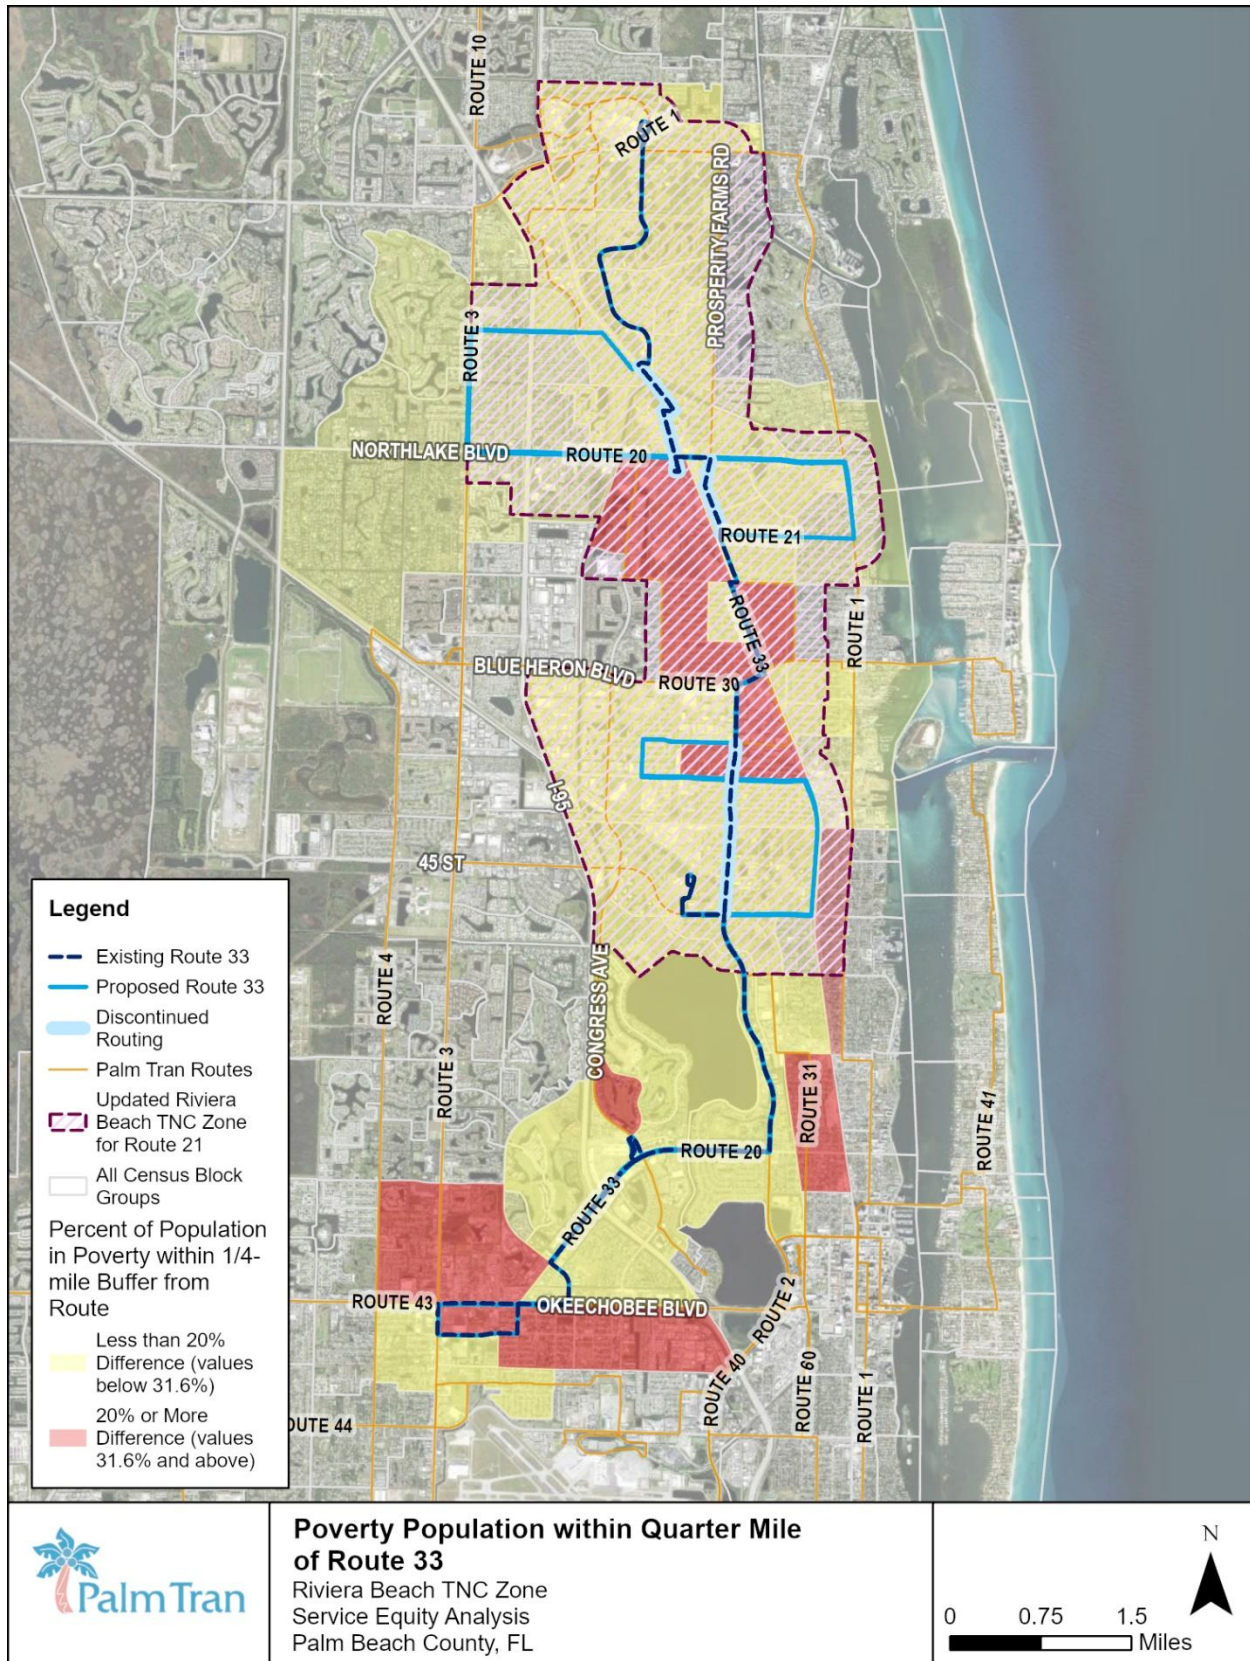 ROUTE 10
ROUTE 1
PROSPERITY FARMS RD
ROUTE 3
NORTHLAKE BLVD
ROUTE 20
ROUTE 21
ROUTE 33
ROUTE 1
BLUE HERON BLVD
ROUTE 30
I-95
45 ST
CONGRESS AVE
ROUTE 4
ROUTE 3
ROUTE 31
ROUTE 41
ROUTE 20
ROUTE 33
ROUTE 43
OKEECHOBEE BLVD
ROUTE 2
ROUTE 40
ROUTE 60
ROUTE 1
OUTE 44
Legend
Existing Route 33
Proposed Route 33
Discontinued
Routing
Palm Tran Routes
Updated Riviera
Beach TNC Zone
for Route 21
All Census Block
Groups
Percent of Population
in Poverty within 1/4-
mile Buffer from
Route
Less than 20%
Difference (values
below 31.6%)
20% or More
Difference (values
31.6% and above)
Palm Tran
Poverty Population within Quarter Mile
of Route 33
Riviera Beach TNC Zone
Service Equity Analysis
Palm Beach County, FL
N
0 0.75 1.5
Miles